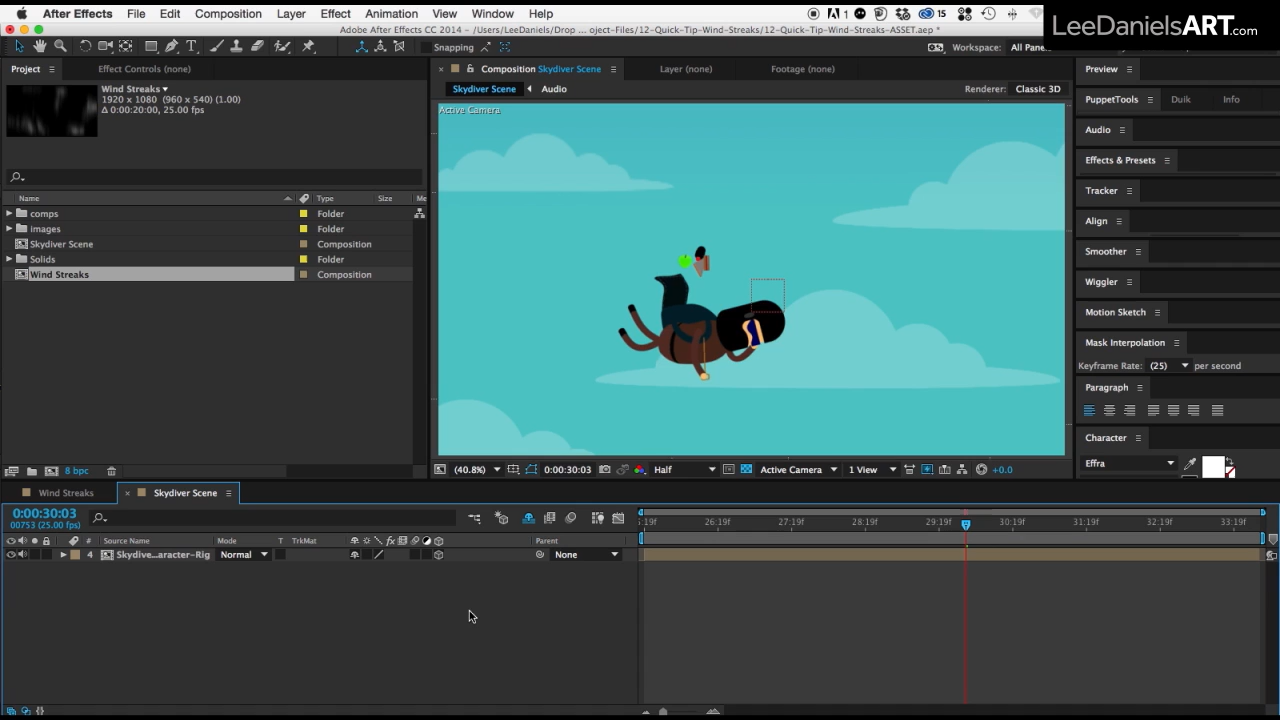 After Effects File Edit Composition Layer Effect Animation View Window Help
1
15
LeeDanielsART.com
Adobe After Effects CC 2014 - /Users/LeeDaniels/Drop ... oject-Files/12-Quick-Tip-Wind-Streaks/12-Quick-Tip-Wind-Streaks-ASSET.aep *
Snapping
Workspace: All Panels
Project
Effect Controls (none)
Composition Skydiver Scene
Layer (none)
Footage (none)
Preview
Wind Streaks
1920 x 1080 (960 x 540) (1.00)
Δ 0:00:20:00, 25.00 fps
Skydiver Scene
Audio
Renderer: Classic 3D
PuppetTools
Duik
Info
Active Camera
Audio
Effects & Presets
Tracker
Align
Smoother
Wiggler
Motion Sketch
Mask Interpolation
Keyframe Rate: (25) per second
Paragraph
Character
Effra
Name Type Size Me
comps Folder
images Folder
Skydiver Scene Composition
Solids Folder
Wind Streaks Composition
8 bpc
(40.8%) 0:00:30:03 Half Active Camera 1 View +0.0
Wind Streaks
Skydiver Scene
0:00:30:03
00753 (25.00 fps)
5:19f 26:19f 27:19f 28:19f 29:19f 30:19f 31:19f 32:19f 33:19f
# Source Name Mode T TrkMat fx Parent
4 Skydive...aracter-Rig Normal None